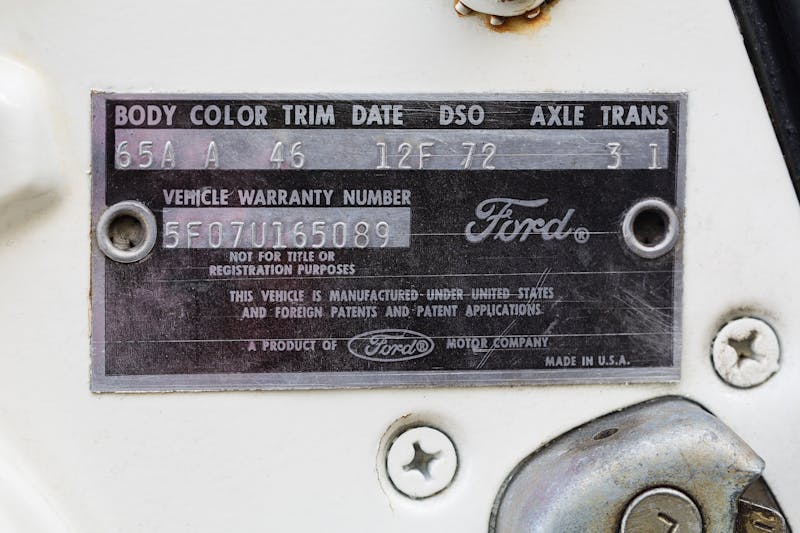 BODY COLOR TRIM DATE DSO AXLE TRANS
65A A 46 12F 72 3 1
VEHICLE WARRANTY NUMBER
5F07U165089
Ford®
NOT FOR TITLE OR
REGISTRATION PURPOSES
THIS VEHICLE IS MANUFACTURED UNDER UNITED STATES
AND FOREIGN PATENTS AND PATENT APPLICATIONS
A PRODUCT OF Ford® MOTOR COMPANY
MADE IN U.S.A.